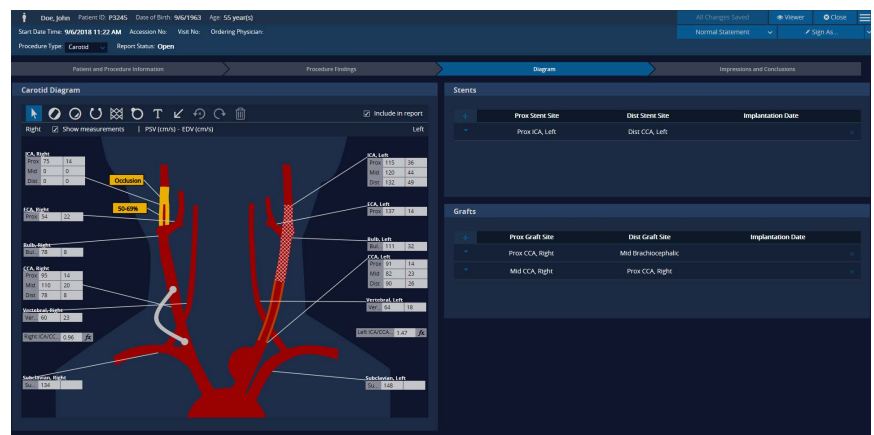 Doe, John Patient ID: P3245 Date of Birth: 9/6/1963 Age: 55 year(s)
All Changes Saved Viewer Close
Start Date Time: 9/6/2018 11:22 AM Accession No: Visit No: Ordering Physician:
Normal Statement Sign As...
Procedure Type: Carotid Report Status: Open
Patient and Procedure Information Procedure Findings Diagram Impressions and Conclusions
Carotid Diagram
T
Include in report
Right Show measurements | PSV (cm/s) - EDV (cm/s) Left
ICA, Right
Prox 75 14
Mid 0 0
Dist 0 0
Occlusion
50-69%
ECA, Right
Prox 54 22
Bulb, Right
Bul... 78 8
CCA, Right
Prox 95 14
Mid 110 20
Dist 78 8
Vertebral, Right
Ver... 60 23
Right ICA/CC... 0.96 fx
Subclavian, Right
Su... 134
ICA, Left
Prox 115 36
Mid 120 44
Dist 132 49
ECA, Left
Prox 137 14
Bulb, Left
Bul... 111 32
CCA, Left
Prox 91 14
Mid 82 23
Dist 90 26
Vertebral, Left
Ver... 64 18
Left ICA/CCA... 1.47 fx
Subclavian, Left
Su... 148
Stents
+ Prox Stent Site Dist Stent Site Implantation Date
Prox ICA, Left Dist CCA, Left
Grafts
+ Prox Graft Site Dist Graft Site Implantation Date
Prox CCA, Right Mid Brachiocephalic
Mid CCA, Right Prox CCA, Right